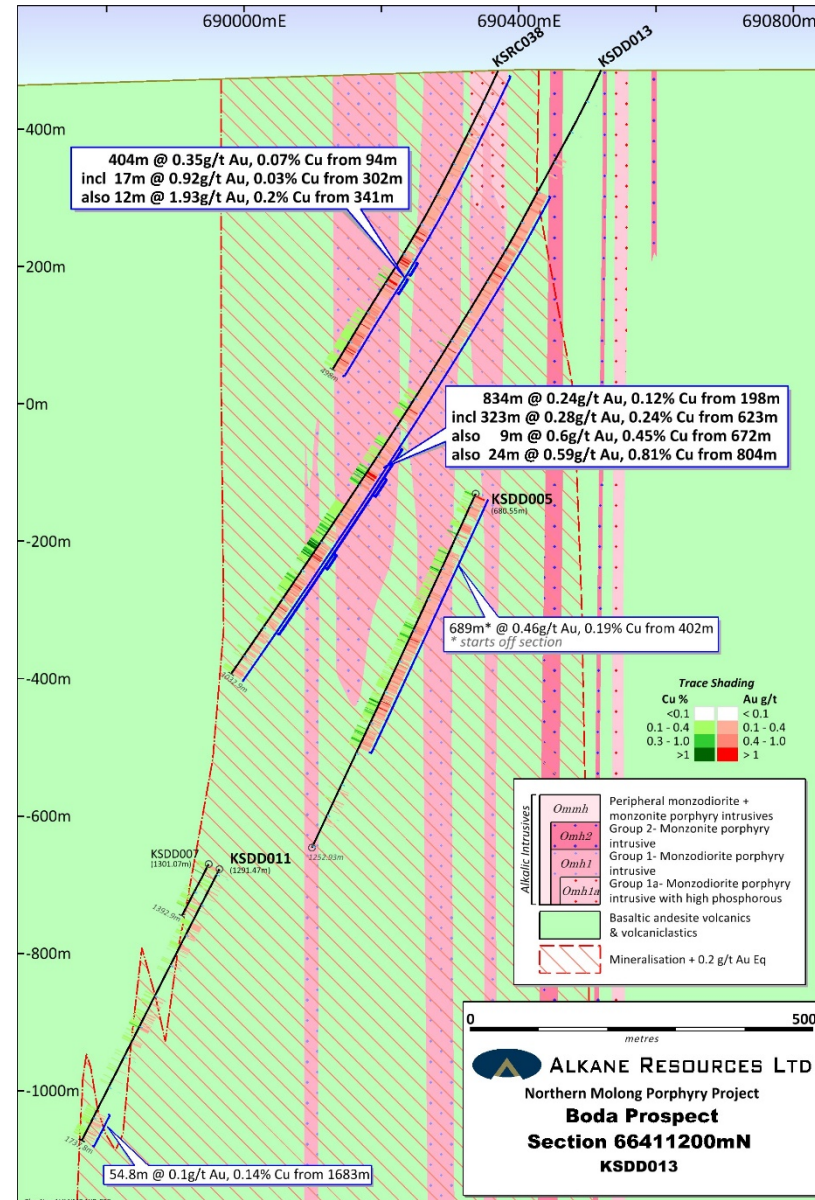 690000mE
690400mE
690800mE
KSRC038
KSDD013
400m
404m @ 0.35g/t Au, 0.07% Cu from 94m
incl 17m @ 0.92g/t Au, 0.03% Cu from 302m
also 12m @ 1.93g/t Au, 0.2% Cu from 341m
200m
498m
0m
834m @ 0.24g/t Au, 0.12% Cu from 198m
incl 323m @ 0.28g/t Au, 0.24% Cu from 623m
also 9m @ 0.6g/t Au, 0.45% Cu from 672m
also 24m @ 0.59g/t Au, 0.81% Cu from 804m
KSDD005
(680.55m)
-200m
689m* @ 0.46g/t Au, 0.19% Cu from 402m
* starts off section
-400m
Trace Shading
Cu % Au g/t
<0.1 < 0.1
0.1 - 0.4 0.1 - 0.4
0.3 - 1.0 0.4 - 1.0
>1 > 1
-600m
1252.93m
Alkalic Intrusives
Ommh Peripheral monzodiorite +
monzonite porphyry intrusives
Omh2 Group 2- Monzonite porphyry
intrusive
Omh1 Group 1- Monzodiorite porphyry
intrusive
Omh1a Group 1a- Monzodiorite porphyry
intrusive with high phosphorous
Basaltic andesite volcanics
& volcaniclastics
Mineralisation + 0.2 g/t Au Eq
KSDD007
(1301.07m)
KSDD011
(1291.47m)
1392.9m
-800m
-1000m
54.8m @ 0.1g/t Au, 0.14% Cu from 1683m
0 500
metres
ALKANE RESOURCES LTD
Northern Molong Porphyry Project
Boda Prospect
Section 66411200mN
KSDD013